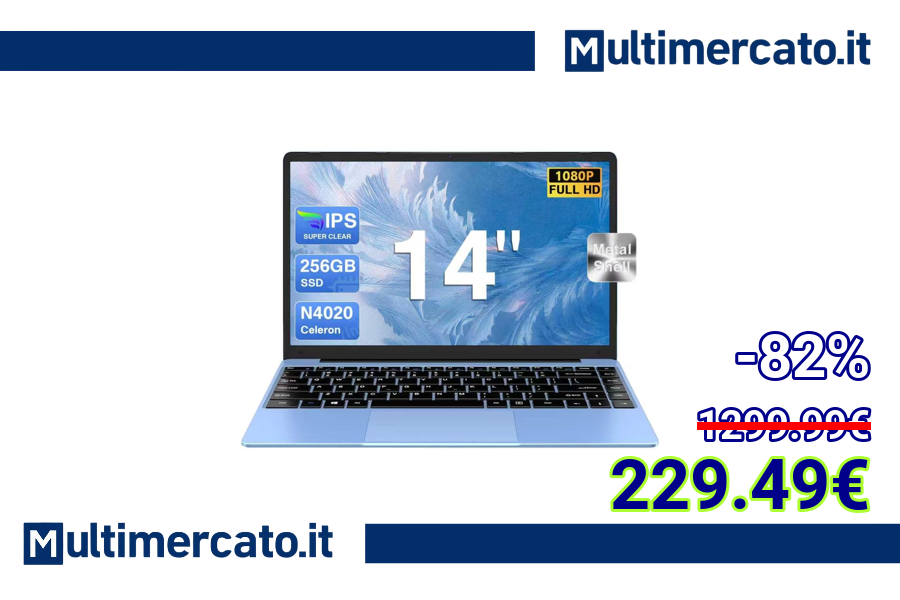 Multimercato.it
1080P
FULL HD
IPS
SUPER CLEAR
14"
Metal
Shell
256GB
SSD
N4020
Celeron
-82%
1299.99€
229.49€
Multimercato.it